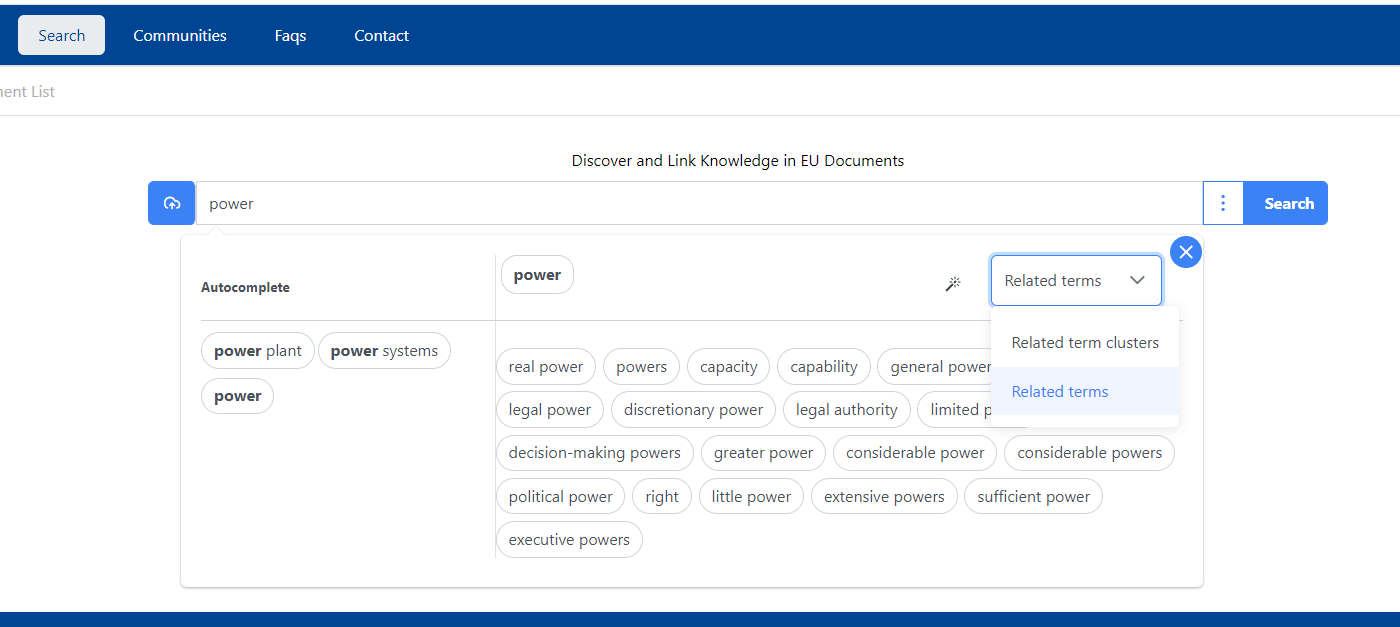 Search Communities Faqs Contact
ent List
Discover and Link Knowledge in EU Documents
power Search
Autocomplete
power plant power systems
power
power
Related terms
Related term clusters
Related terms
real power powers capacity capability general power
legal power discretionary power legal authority limited
decision-making powers greater power considerable power considerable powers
political power right little power extensive powers sufficient power
executive powers